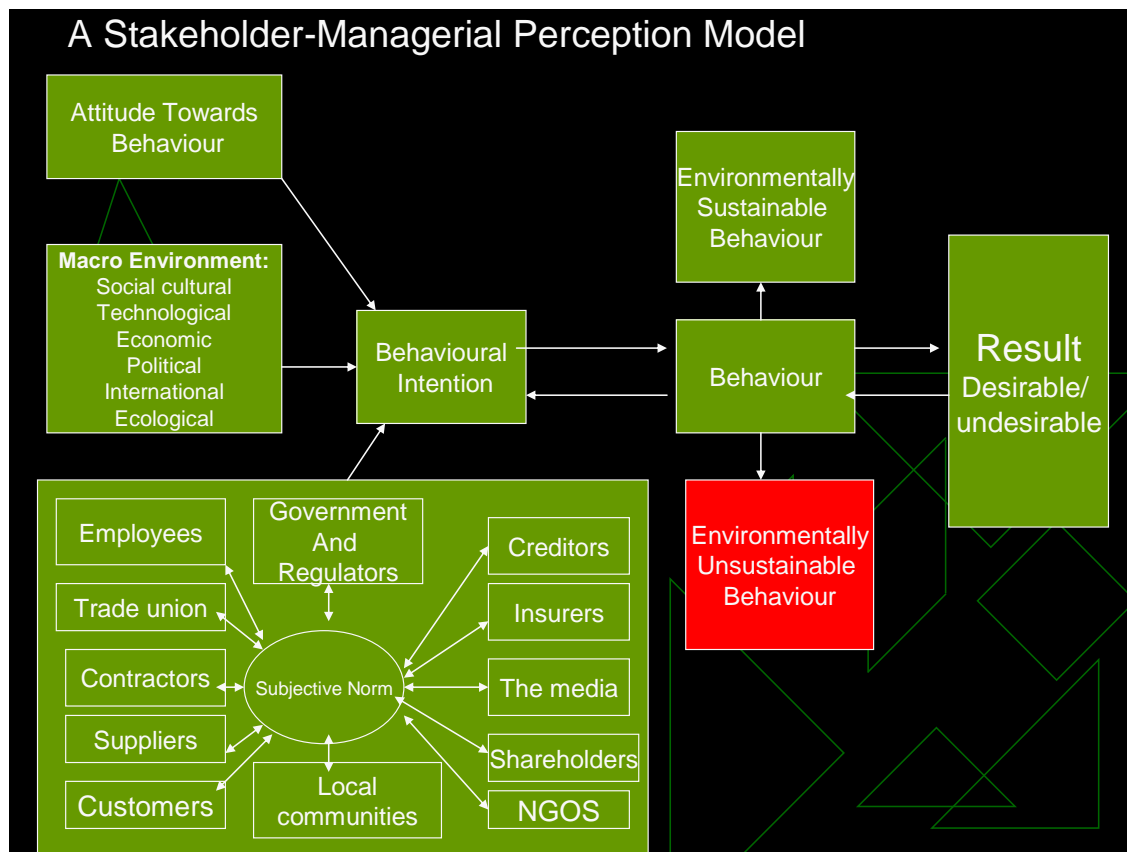 A Stakeholder-Managerial Perception Model
Attitude Towards
Behaviour
Macro Environment:
Social cultural
Technological
Economic
Political
International
Ecological
Behavioural
Intention
Environmentally
Sustainable
Behaviour
Behaviour
Result
Desirable/
undesirable
Environmentally
Unsustainable
Behaviour
Employees
Trade union
Contractors
Suppliers
Customers
Government
And
Regulators
Subjective Norm
Local
communities
Creditors
Insurers
The media
Shareholders
NGOS